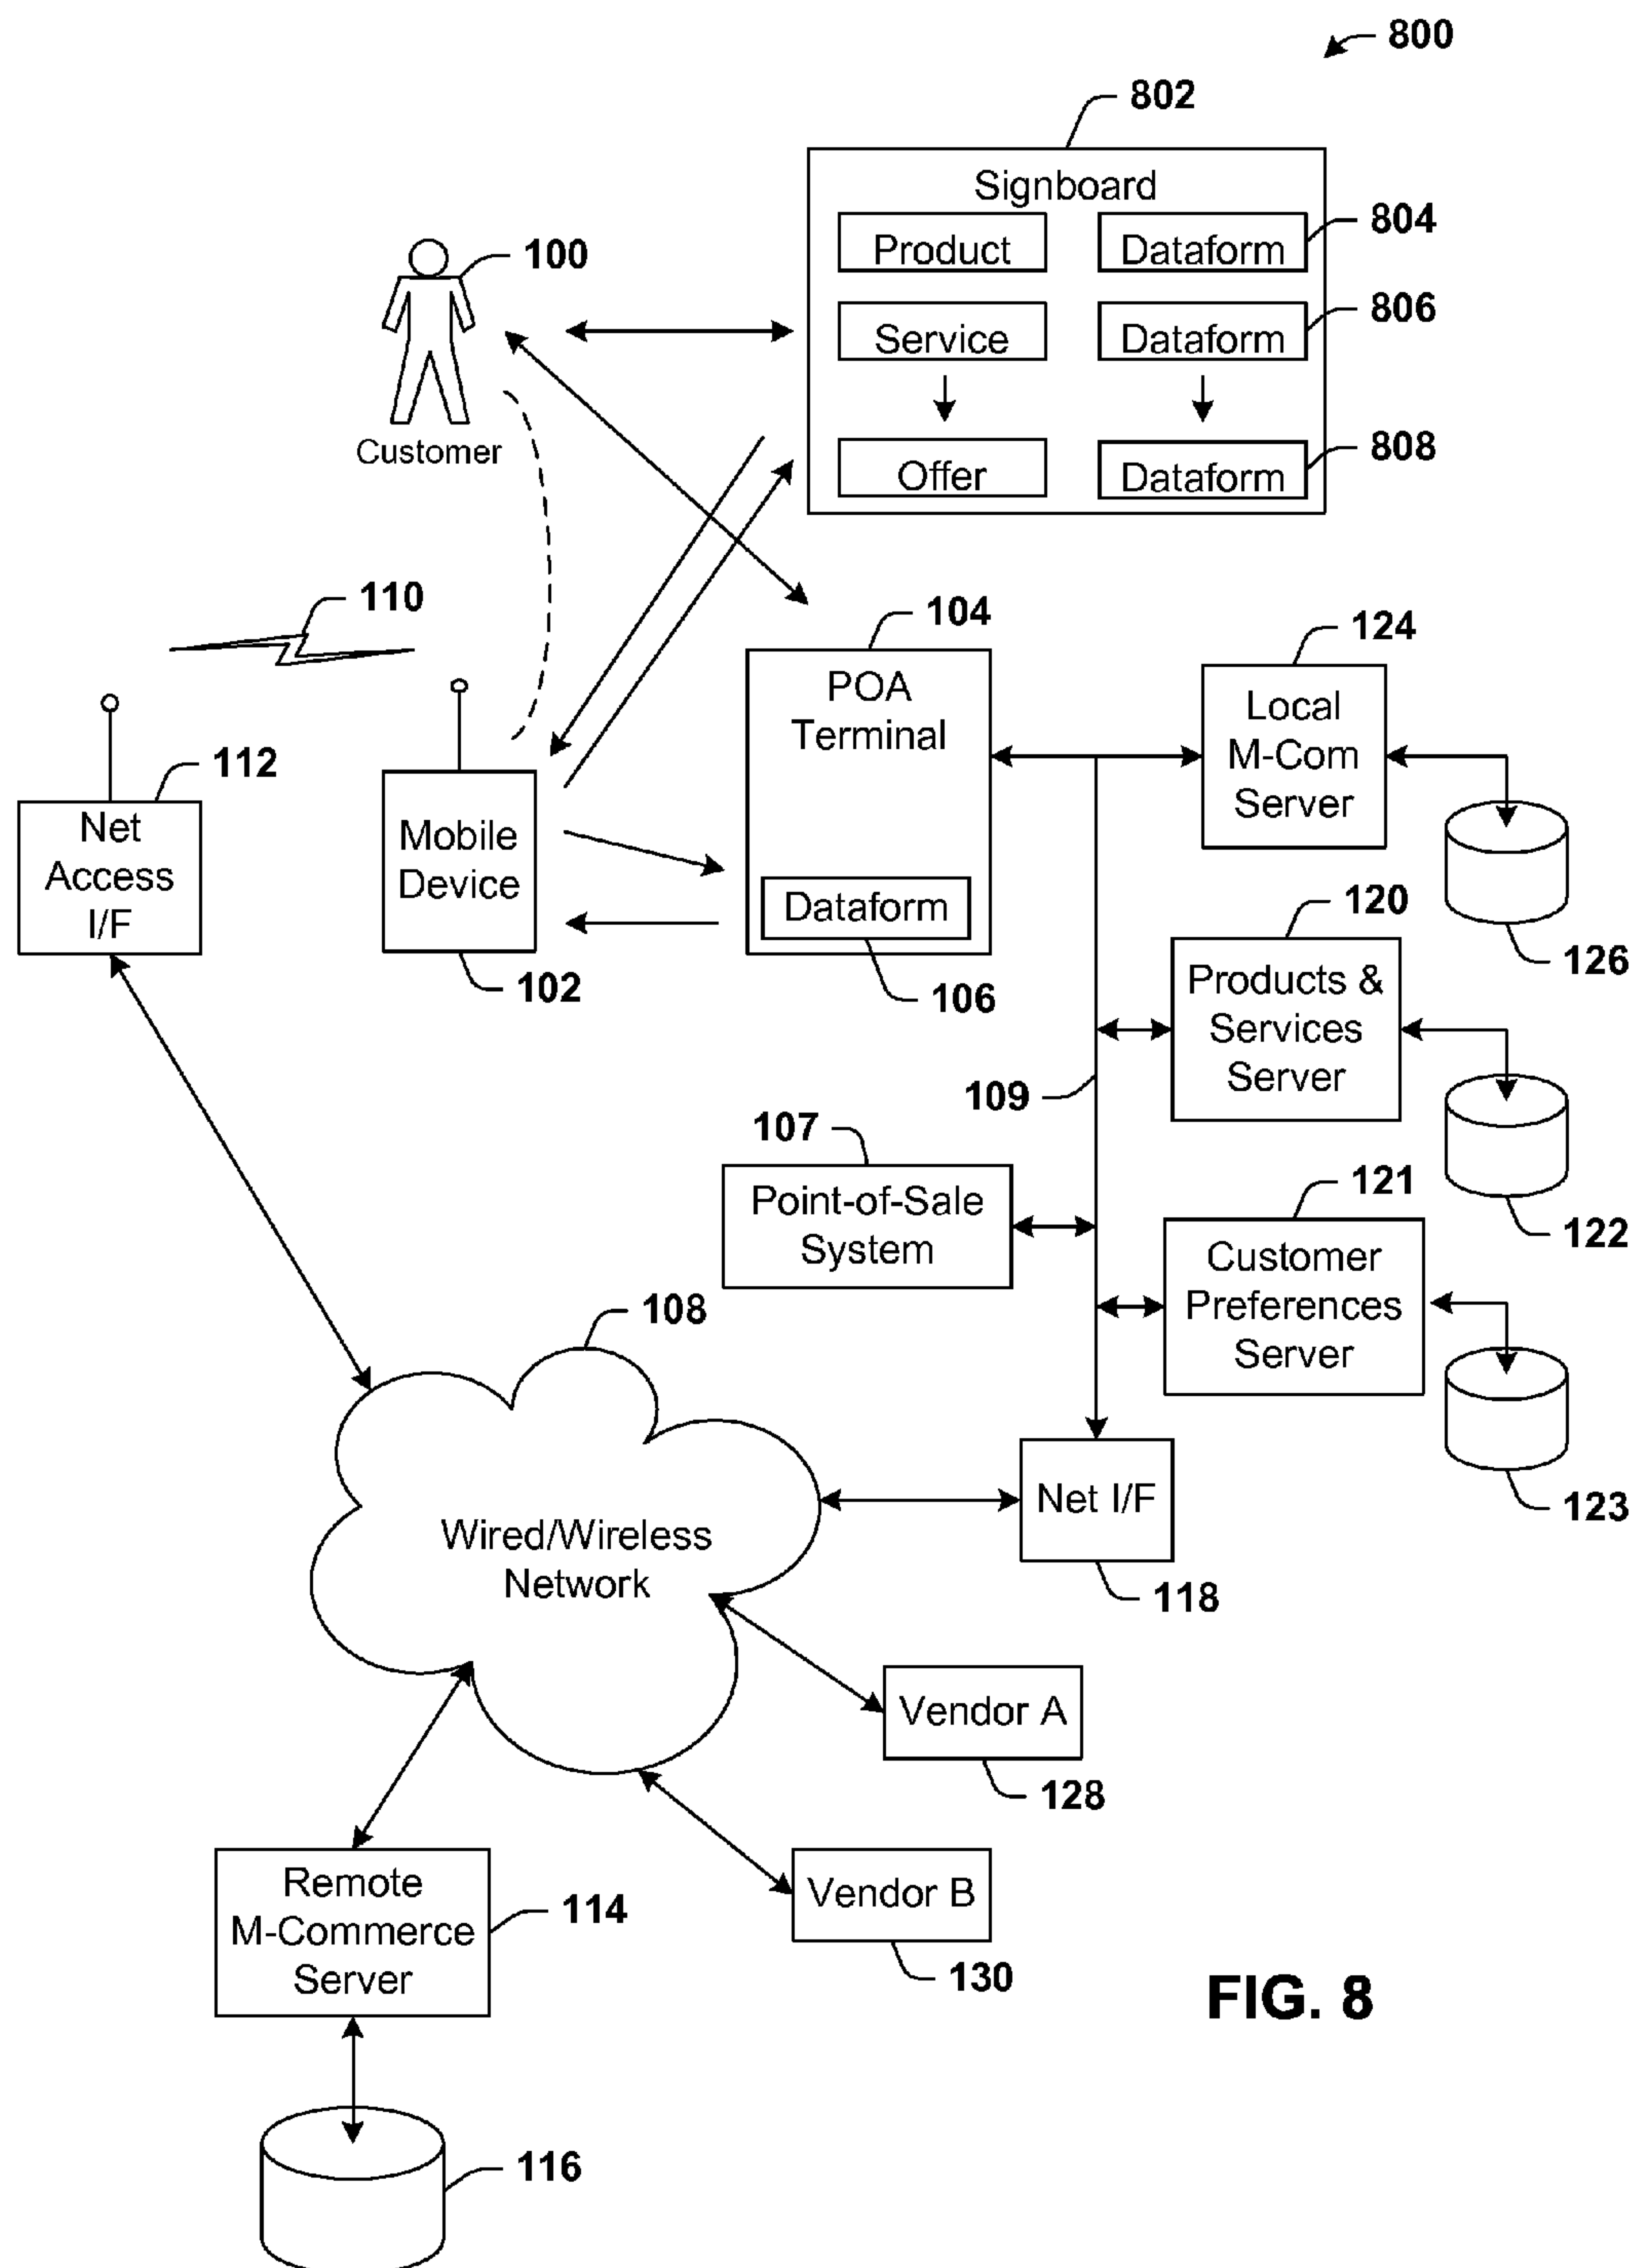 800
802
Signboard
Product
Dataform
804
Service
Dataform
806
Offer
Dataform
808
100
Customer
110
104
POA
Terminal
Dataform
106
124
Local
M-Com
Server
126
112
Net
Access
I/F
Mobile
Device
102
120
Products &
Services
Server
122
109
107
Point-of-Sale
System
121
Customer
Preferences
Server
123
108
Wired/Wireless
Network
Net I/F
118
Vendor A
128
Vendor B
130
Remote
M-Commerce
Server
114
116
FIG. 8